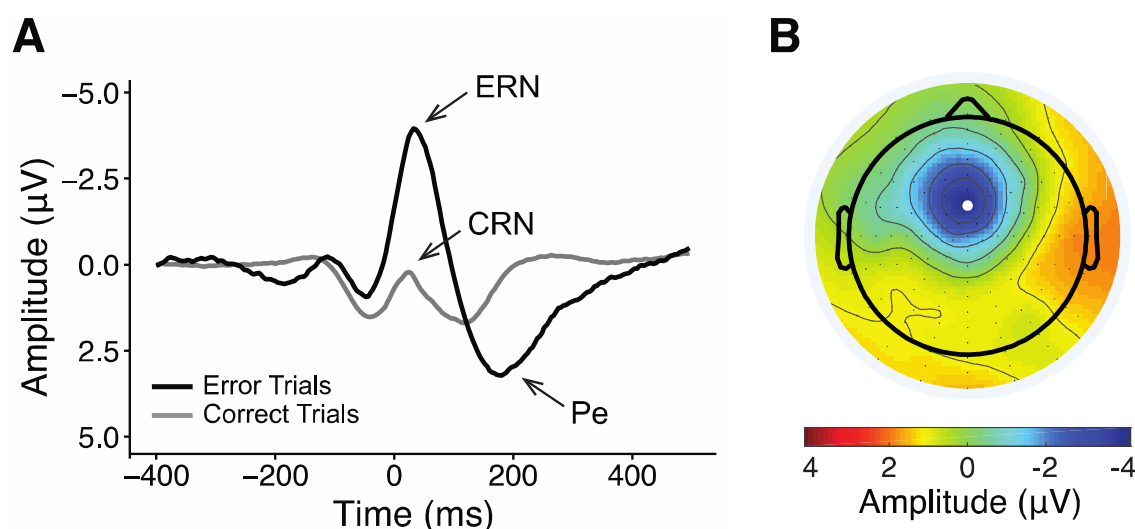 A
B
ERN
CRN
Pe
−5.0
−2.5
0.0
2.5
5.0
Amplitude (µV)
Error Trials
Correct Trials
−400
−200
0
200
400
Time (ms)
4
2
0
-2
-4
Amplitude (µV)